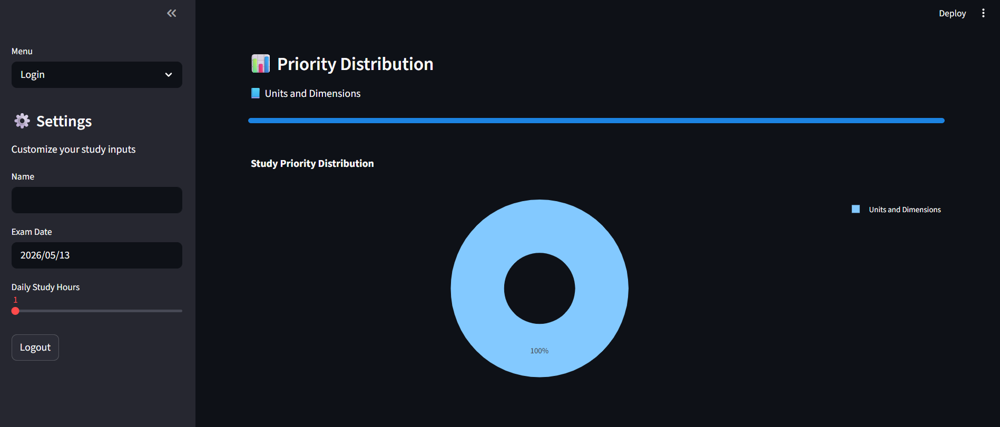 Menu
Login
Settings
Customize your study inputs
Name
Exam Date
2026/05/13
Daily Study Hours
1
Logout
Deploy
Priority Distribution
Units and Dimensions
Study Priority Distribution
Units and Dimensions
100%